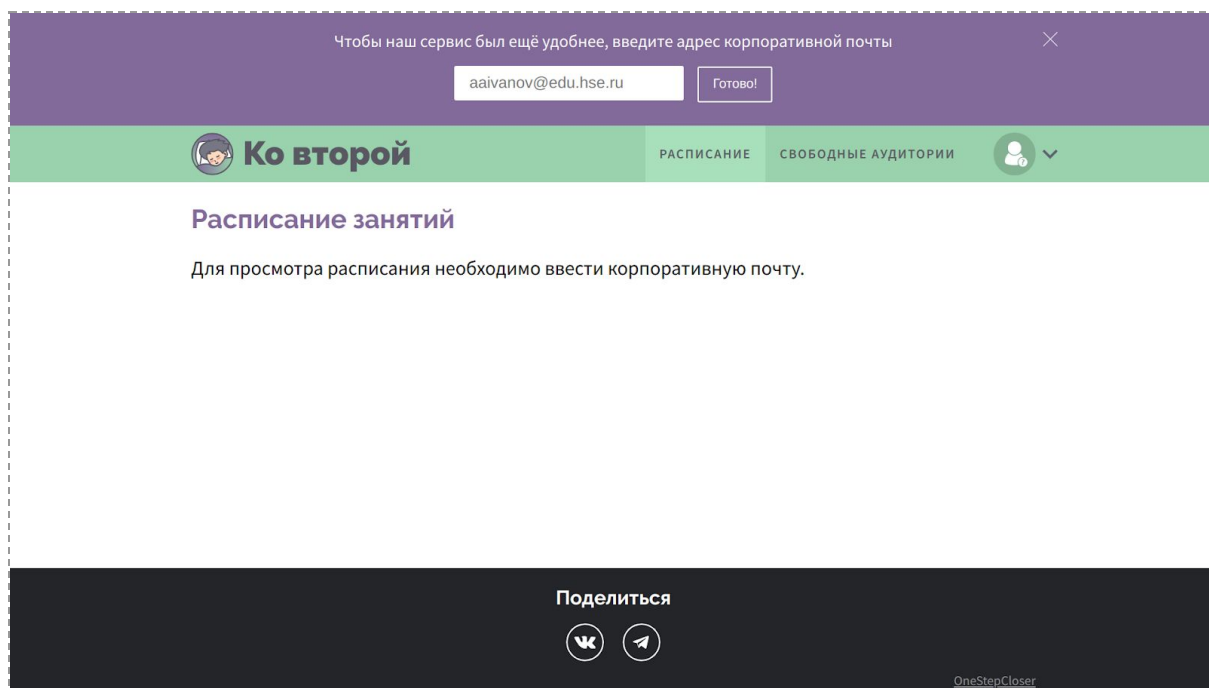 Чтобы наш сервис был ещё удобнее, введите адрес корпоративной почты
aaivanov@edu.hse.ru
Готово!
Ко второй
РАСПИСАНИЕ
СВОБОДНЫЕ АУДИТОРИИ
Расписание занятий
Для просмотра расписания необходимо ввести корпоративную почту.
Поделиться
OneStepCloser